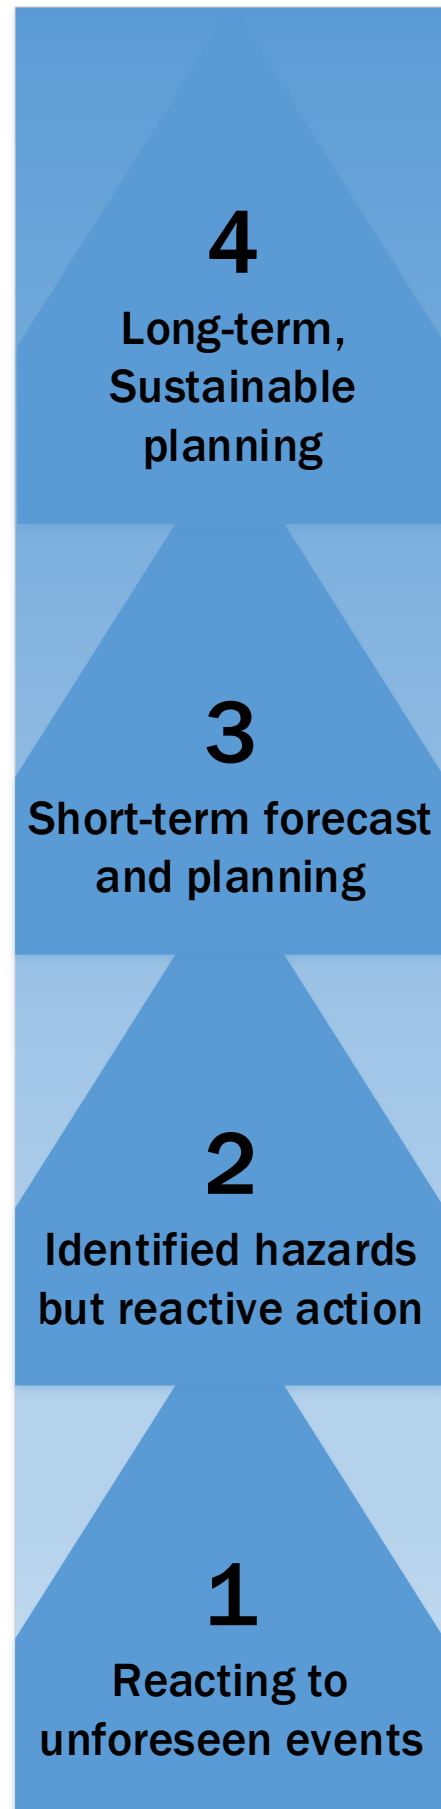 4
Long-term,
Sustainable
planning
3
Short-term forecast
and planning
2
Identified hazards
but reactive action
1
Reacting to
unforeseen events